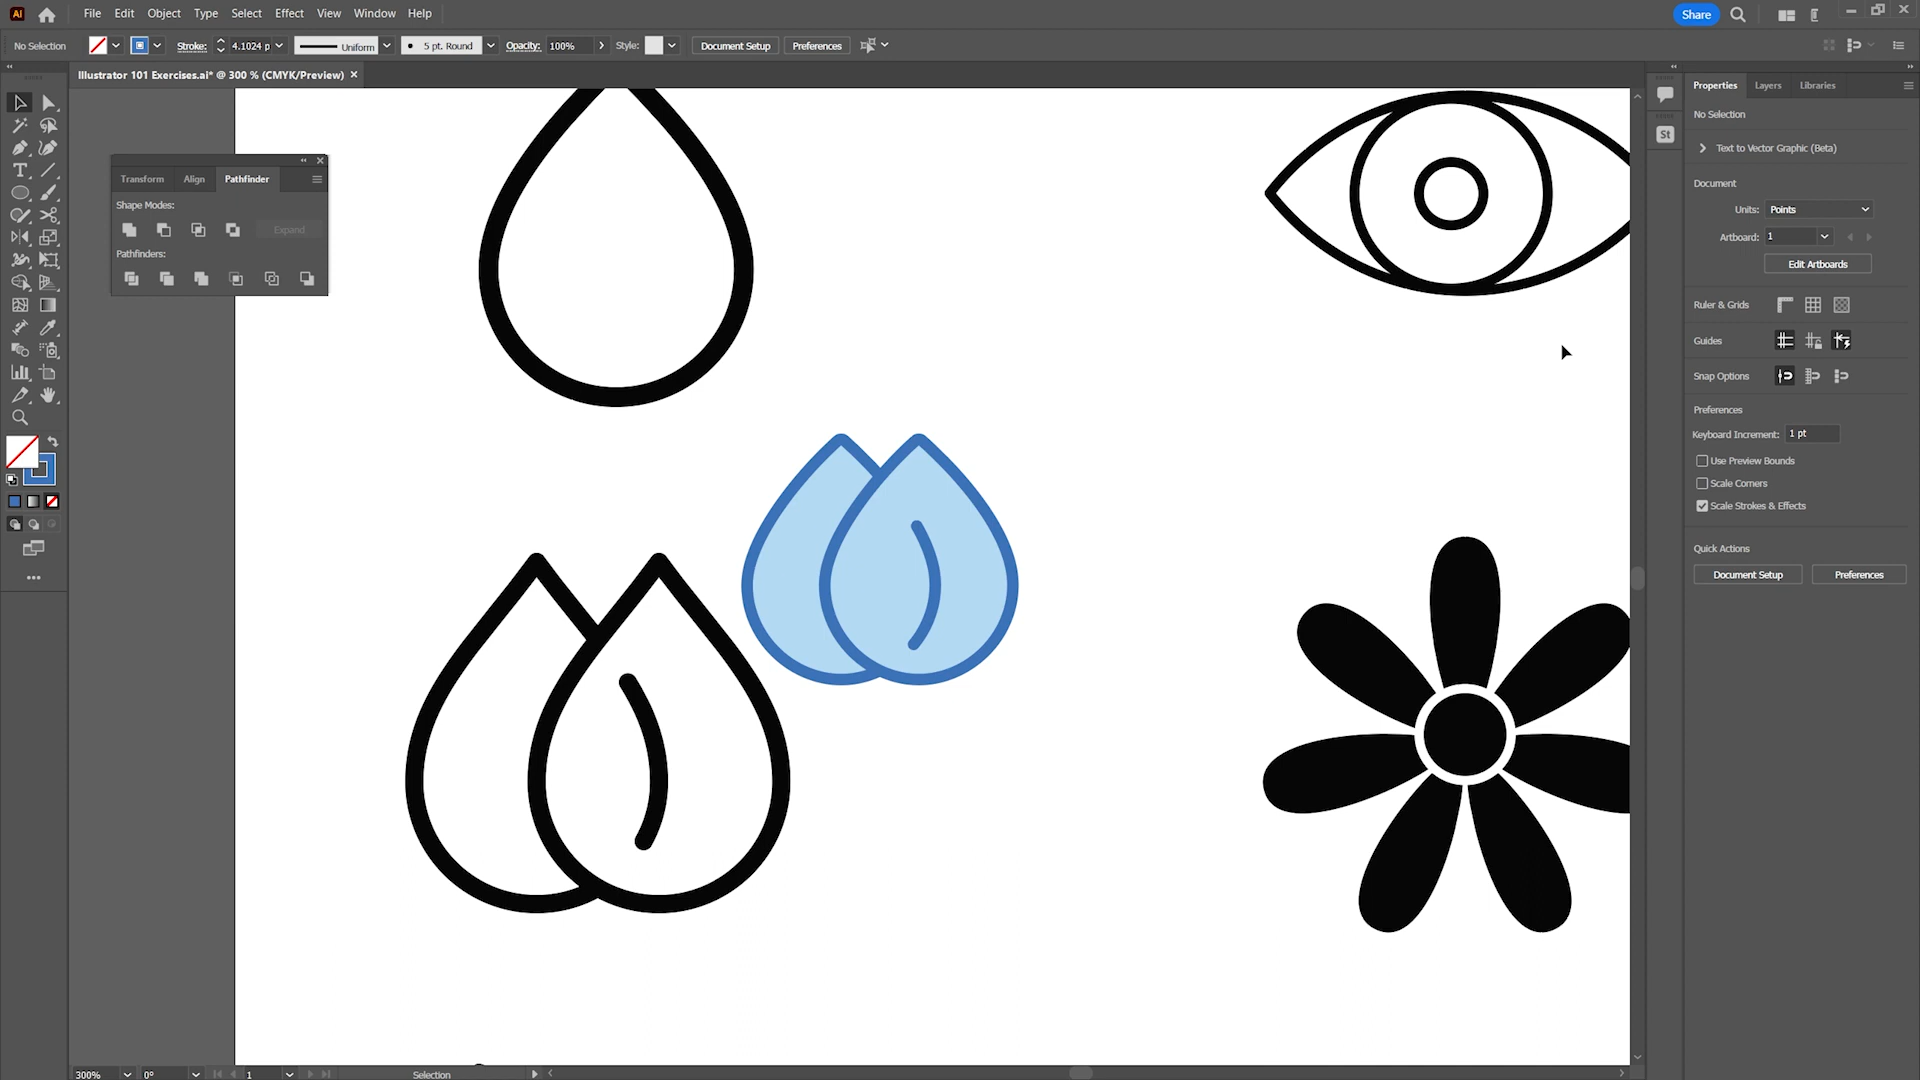 Ai File Edit Object Type Select Effect View Window Help Share
No Selection Stroke: 4.1024 p Uniform 5 pt. Round Opacity: 100% Style: Document Setup Preferences
Illustrator 101 Exercises.ai* @ 300 % (CMYK/Preview)
Transform Align Pathfinder
Shape Modes:
Expand
Pathfinders:
St
Properties Layers Libraries
No Selection
Text to Vector Graphic (Beta)
Document
Units: Points
Artboard: 1
Edit Artboards
Ruler & Grids
Guides
Snap Options
Preferences
Keyboard Increment: 1 pt
Use Preview Bounds
Scale Corners
Scale Strokes & Effects
Quick Actions
Document Setup Preferences
300% 0° 1 Selection